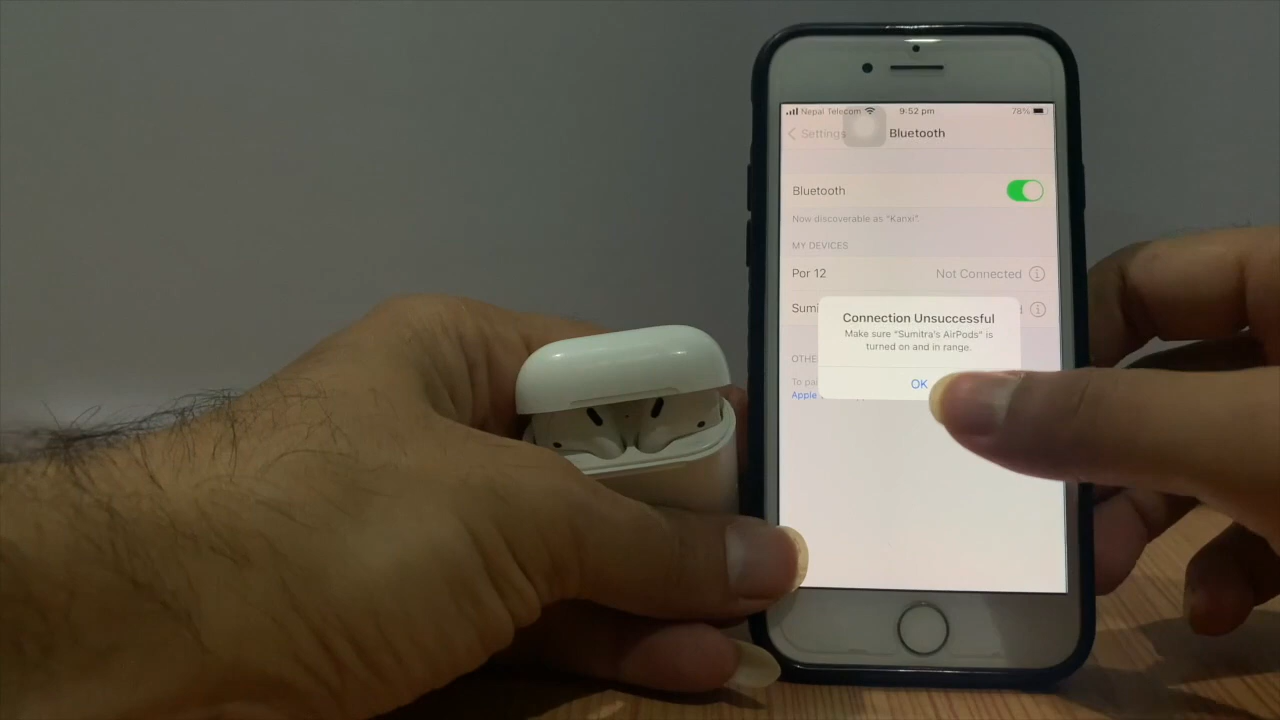 Nepal Telecom 9:52 pm 78%
Settings Bluetooth
Bluetooth
Now discoverable as "Kanxi".
MY DEVICES
Por 12 Not Connected
Connection Unsuccessful
Make sure "Sumitra's AirPods" is
turned on and in range.
OK
Apple